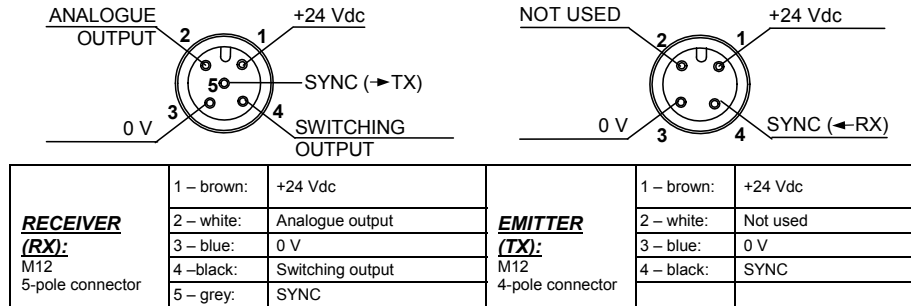 ANALOGUE OUTPUT
2
1
+24 Vdc
5
SYNC (→TX)
3
4
0 V
SWITCHING OUTPUT
NOT USED
2
1
+24 Vdc
0 V
3
4
SYNC (←RX)
RECEIVER (RX):
M12
5-pole connector
1 – brown: +24 Vdc
2 – white: Analogue output
3 – blue: 0 V
4 –black: Switching output
5 – grey: SYNC
EMITTER (TX):
M12
4-pole connector
1 – brown: +24 Vdc
2 – white: Not used
3 – blue: 0 V
4 – black: SYNC